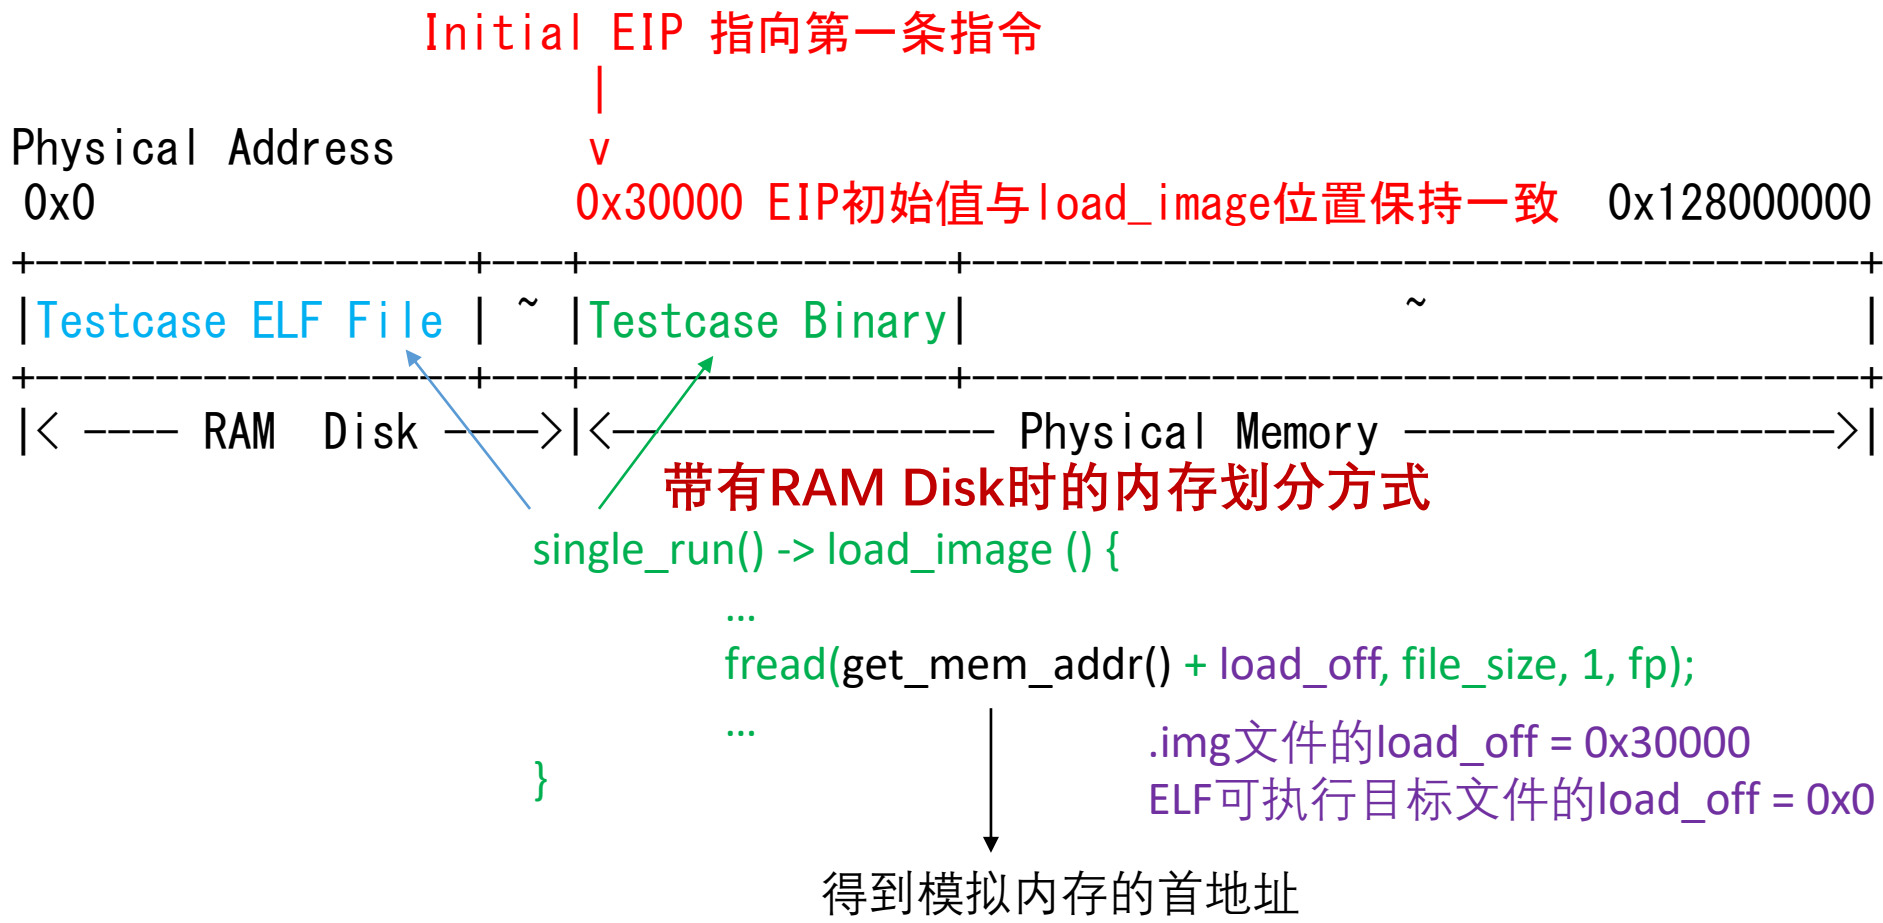 Initial EIP 指向第一条指令
|
v
Physical Address
0x0 0x30000 EIP初始值与load_image位置保持一致 0x128000000
+------------------+---+---------------+-------------------------------------+
|Testcase ELF File | ~ |Testcase Binary| ~ |
+------------------+---+---------------+-------------------------------------+
|< ---- RAM Disk ---->|<---------------- Physical Memory ------------------>|
带有RAM Disk时的内存划分方式
single_run() -> load_image () {
...
fread(get_mem_addr() + load_off, file_size, 1, fp);
...
.img文件的load_off = 0x30000
}
ELF可执行目标文件的load_off = 0x0
得到模拟内存的首地址